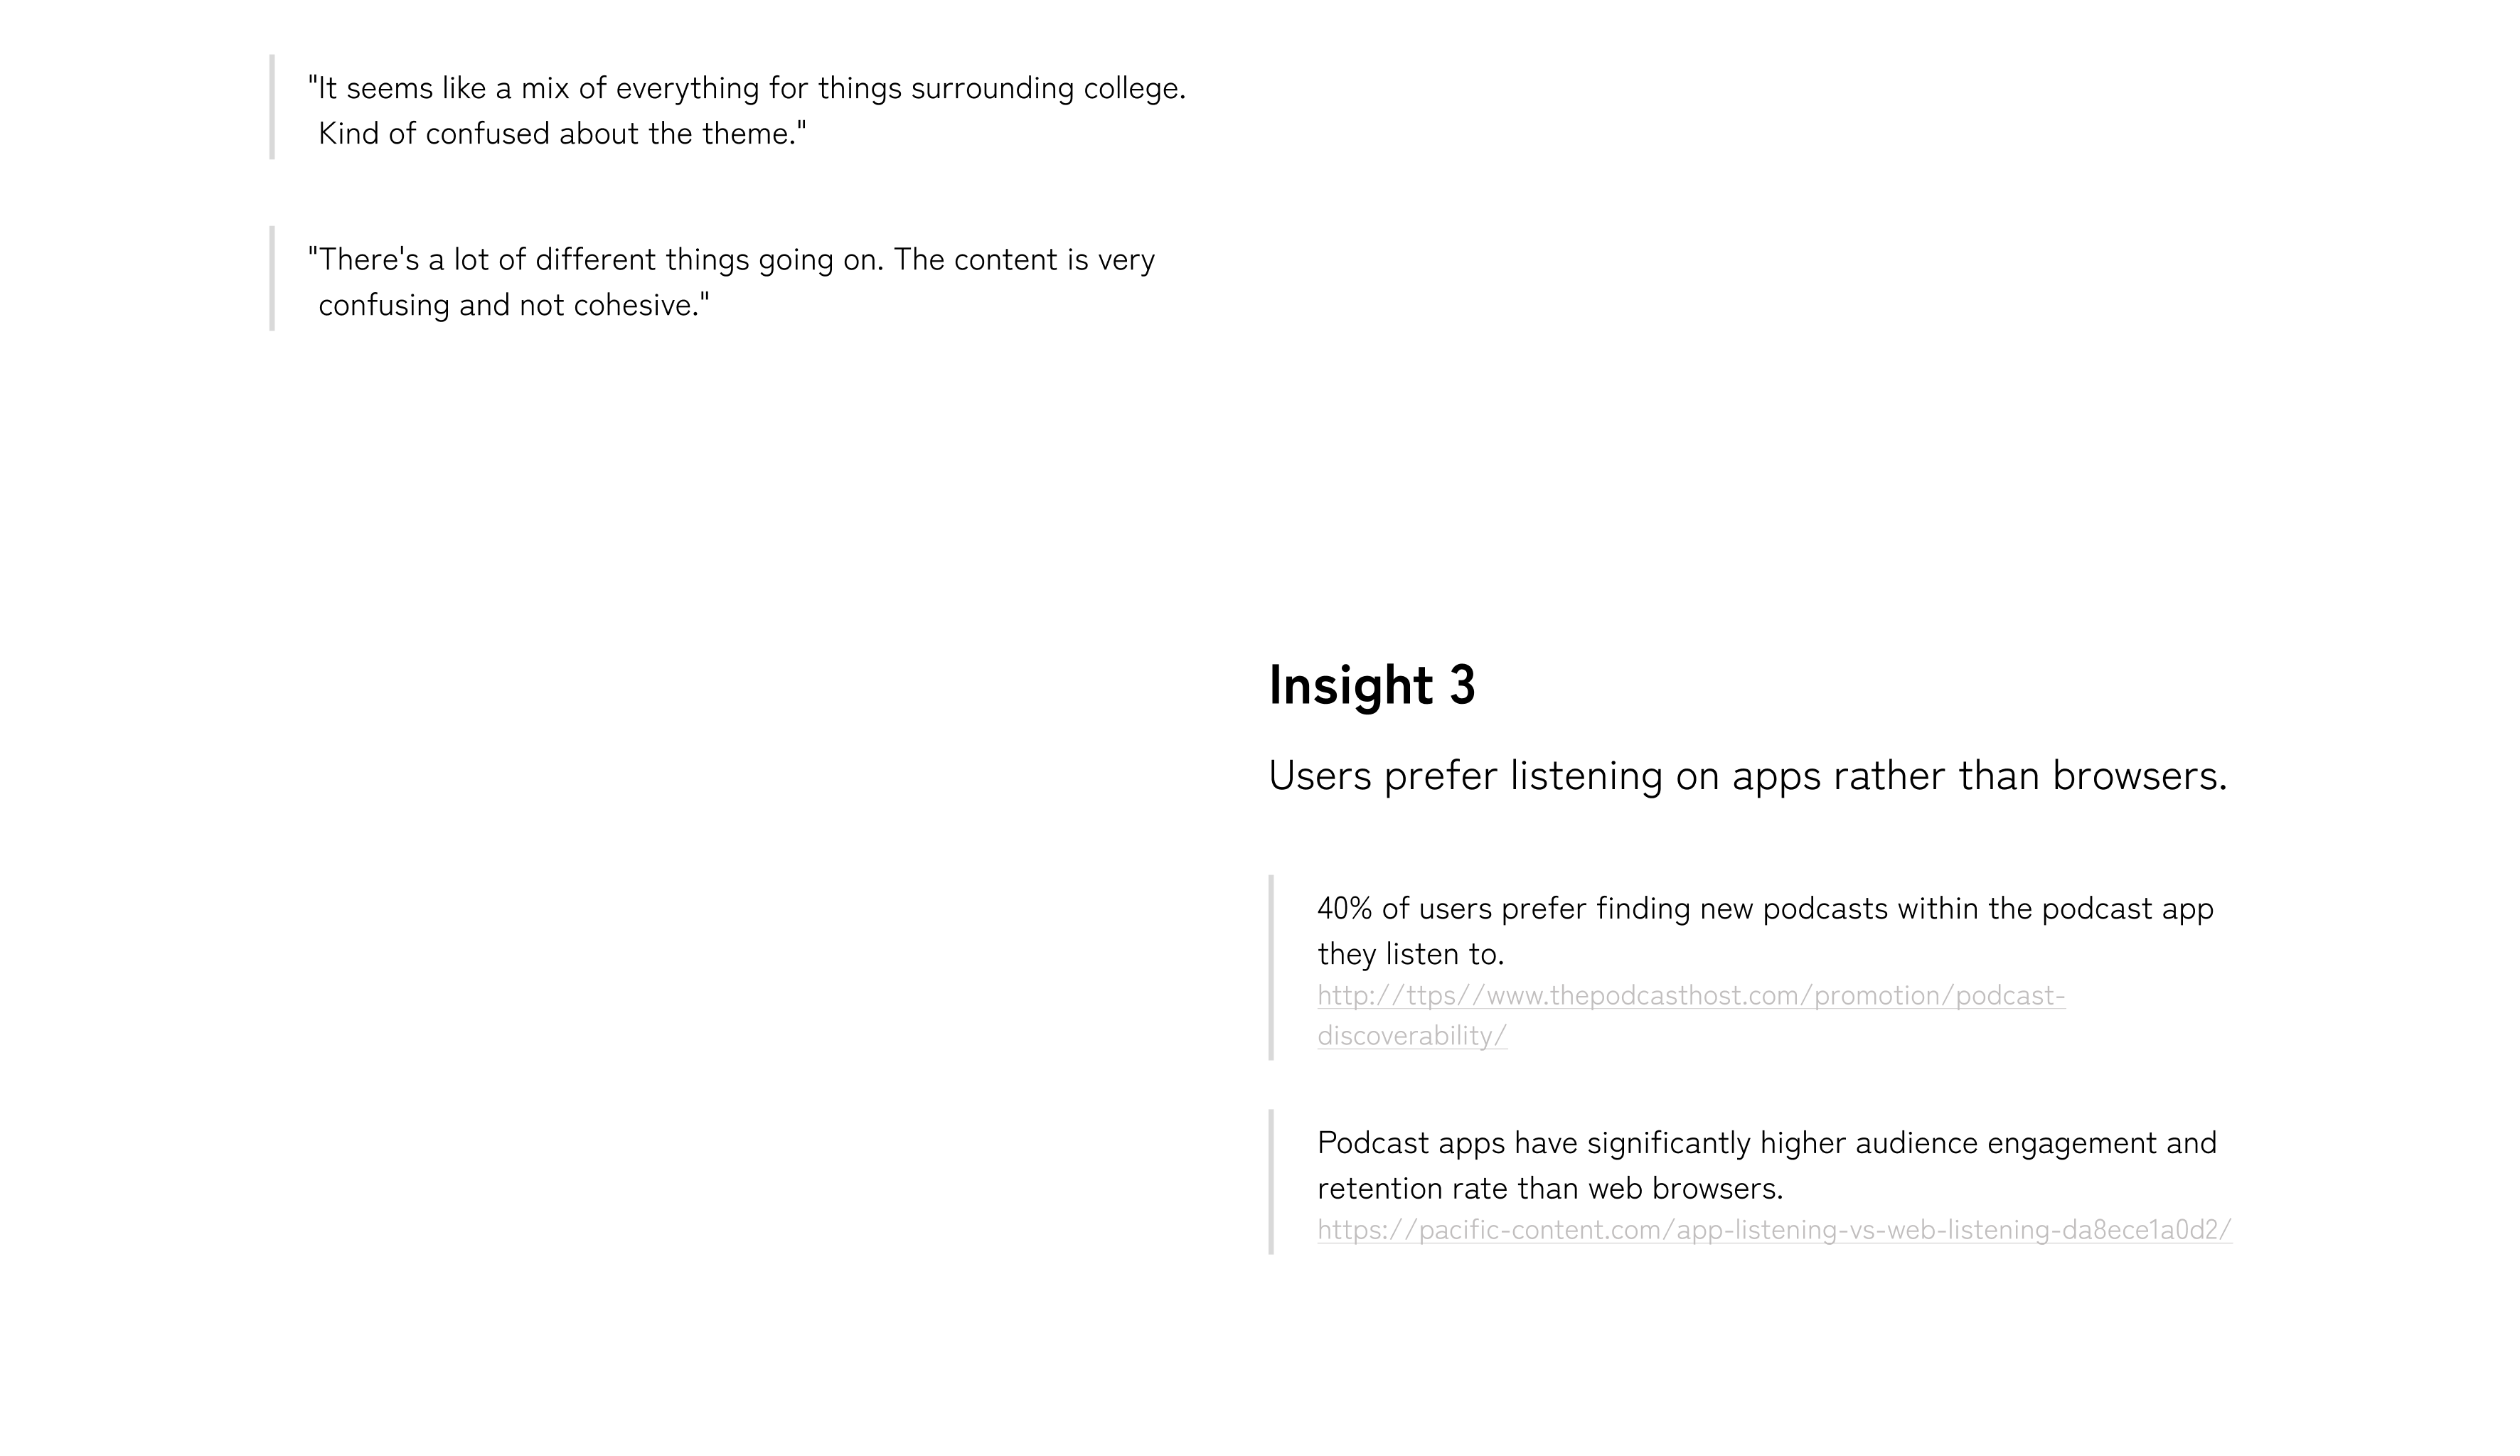 "It seems like a mix of everything for things surrounding college.
Kind of confused about the theme."
"There's a lot of different things going on. The content is very
confusing and not cohesive."
Insight 3
Users prefer listening on apps rather than browsers.
40% of users prefer finding new podcasts within the podcast app
they listen to.
http://ttps//www.thepodcasthost.com/promotion/podcast-
discoverability/
Podcast apps have significantly higher audience engagement and
retention rate than web browsers.
https://pacific-content.com/app-listening-vs-web-listening-da8ece1a0d2/